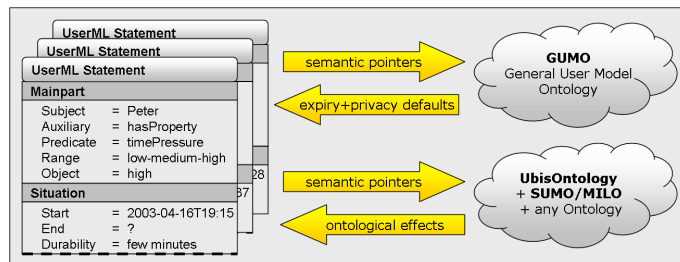 UserML Statement
UserML Statement
UserML Statement
Mainpart
Subject = Peter
Auxiliary = hasProperty
Predicate = timePressure
Range = low-medium-high
Object = high
Situation
Start = 2003-04-16T19:15
End = ?
Durability = few minutes
28
37
semantic pointers
expiry+privacy defaults
GUMO
General User Model
Ontology
semantic pointers
ontological effects
UbisOntology
+ SUMO/MILO
+ any Ontology